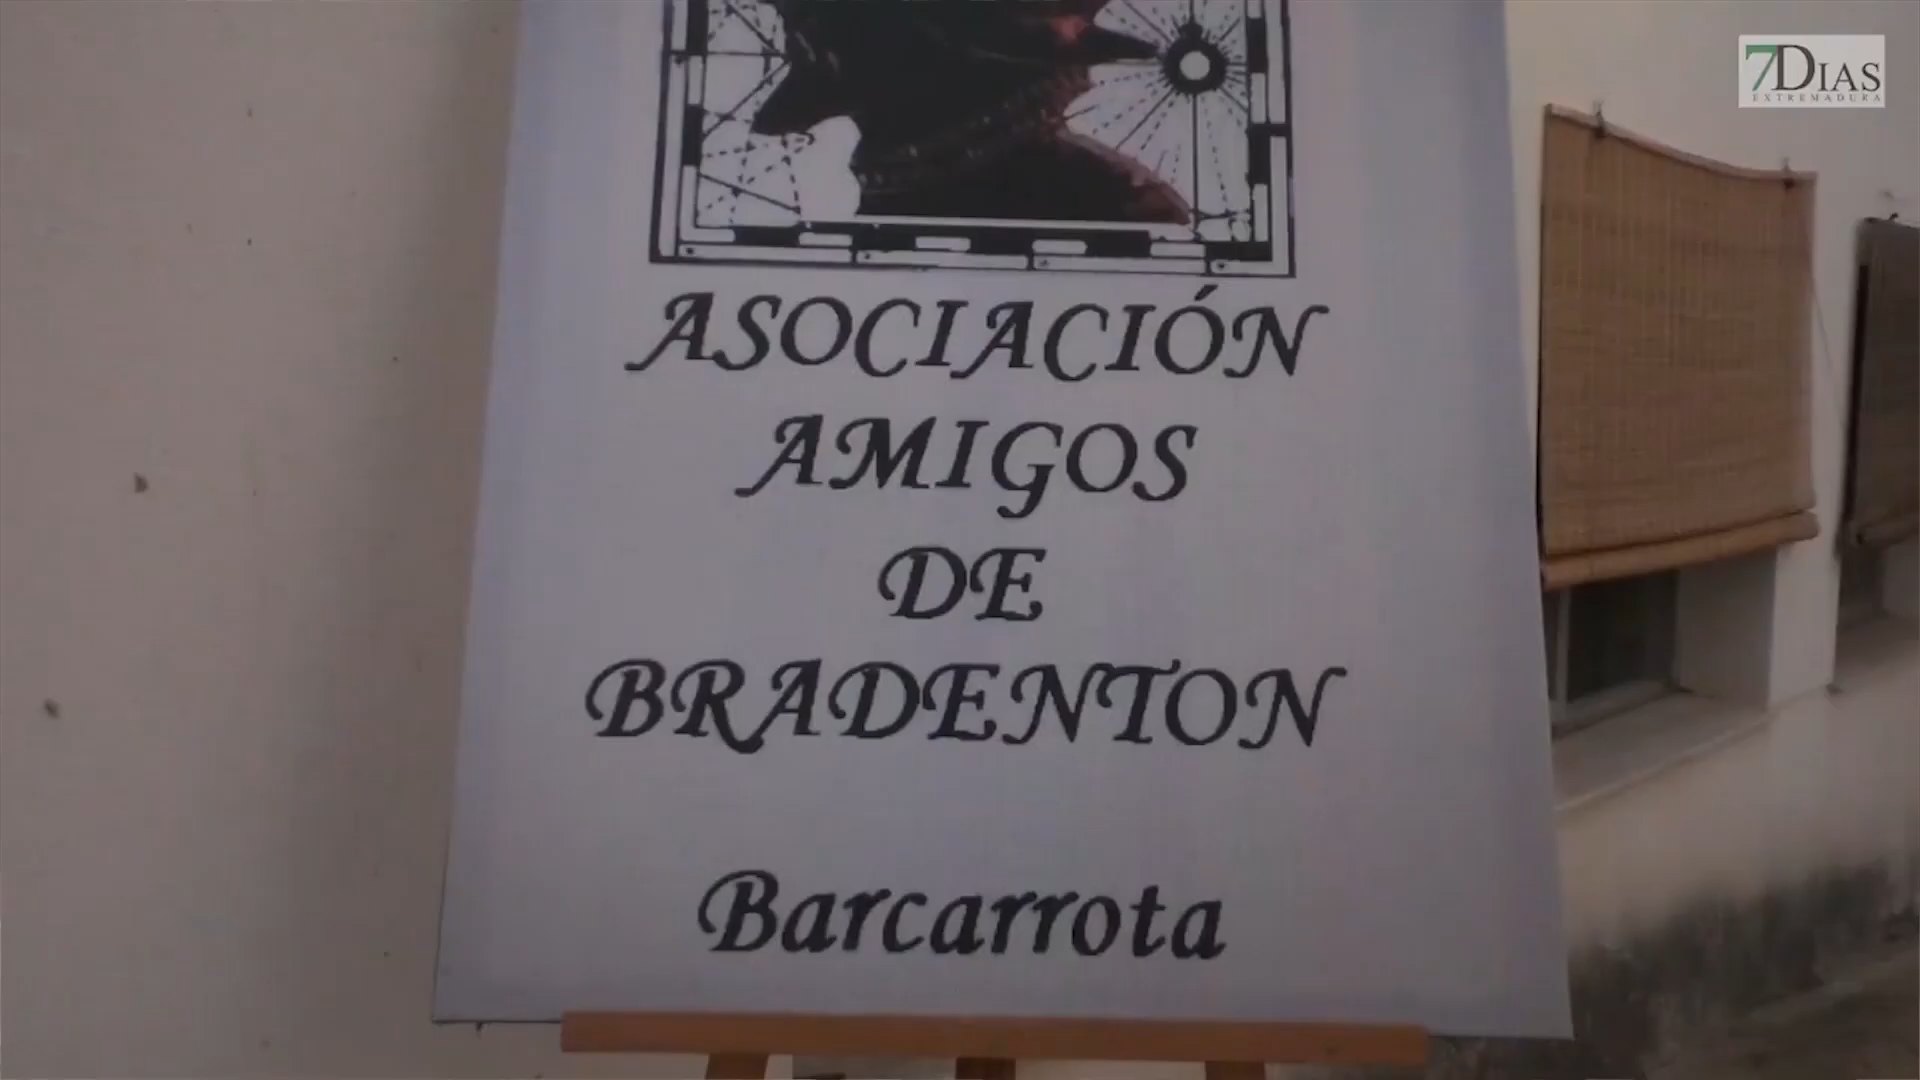 7DIAS
EXTREMADURA
ASOCIACIÓN
AMIGOS
DE
BRADENTON
Barcarrota